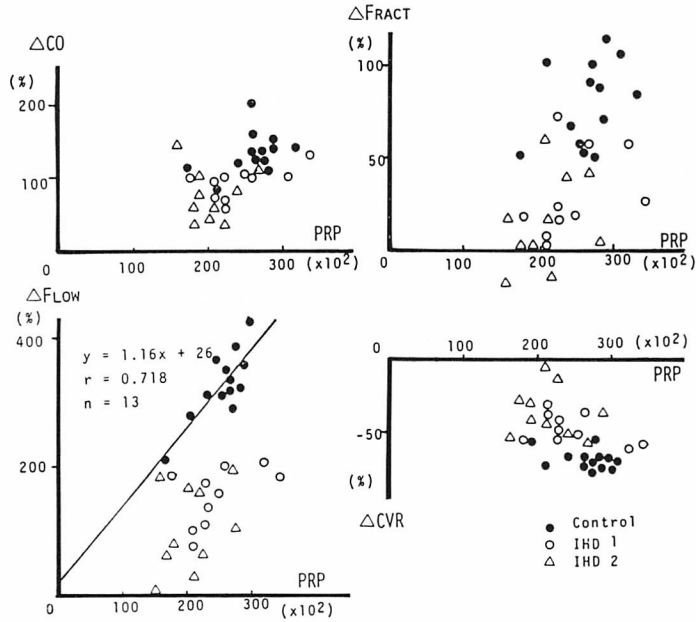 △CO
(%)
200
100
0
100
200
300
(x10²)
PRP
△FRACT
(%)
100
50
0
100
200
300
(x10²)
PRP
△FLOW
(%)
400
y = 1.16x + 26
r = 0.718
n = 13
200
0
100
200
300
(x10²)
PRP
0
100
200
300
(x10²)
PRP
-50
(%)
△CVR
● Control
○ IHD 1
△ IHD 2